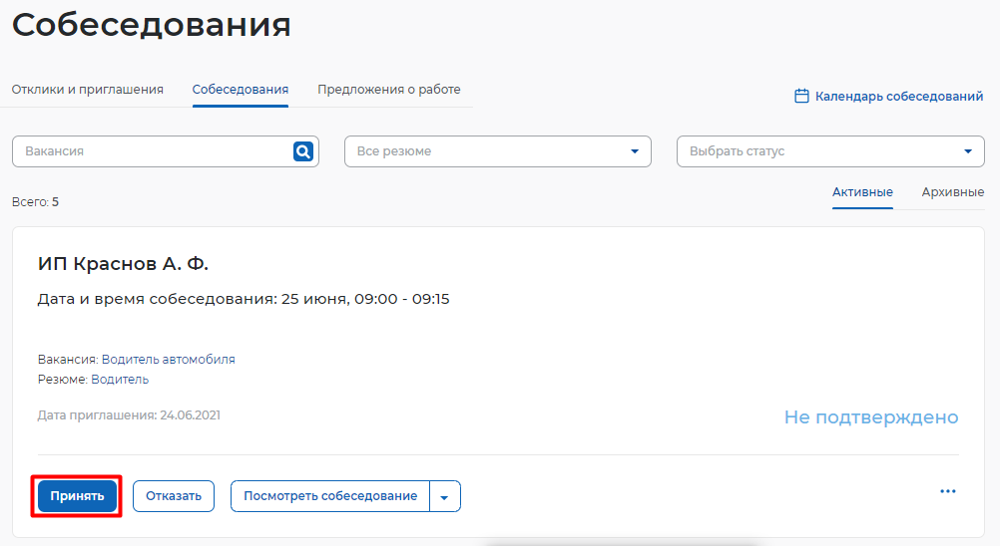 Собеседования
Отклики и приглашения Собеседования Предложения о работе
Календарь собеседований
Вакансия Все резюме Выбрать статус
Активные Архивные
Всего: 5
ИП Краснов А. Ф.
Дата и время собеседования: 25 июня, 09:00 - 09:15
Вакансия: Водитель автомобиля
Резюме: Водитель
Дата приглашения: 24.06.2021
Не подтверждено
Принять Отказать Посмотреть собеседование